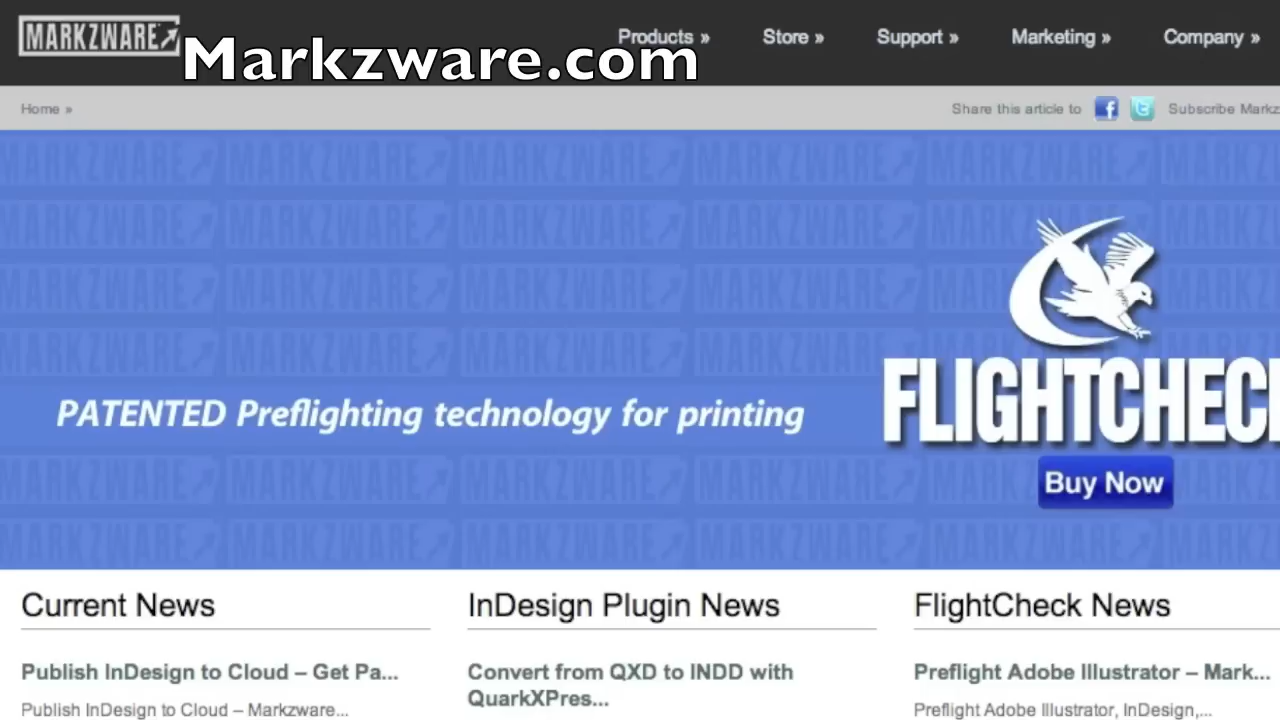 MARKZWARE
Markzware.com
Products »
Store »
Support »
Marketing »
Company »
Home »
Share this article to
Subscribe Markz
PATENTED Preflighting technology for printing
FLIGHTCHECK
Buy Now
Current News
Publish InDesign to Cloud – Get Pa...
Publish InDesign to Cloud – Markzware...
InDesign Plugin News
Convert from QXD to INDD with
QuarkXPres...
FlightCheck News
Preflight Adobe Illustrator – Mark...
Preflight Adobe Illustrator, InDesign,...